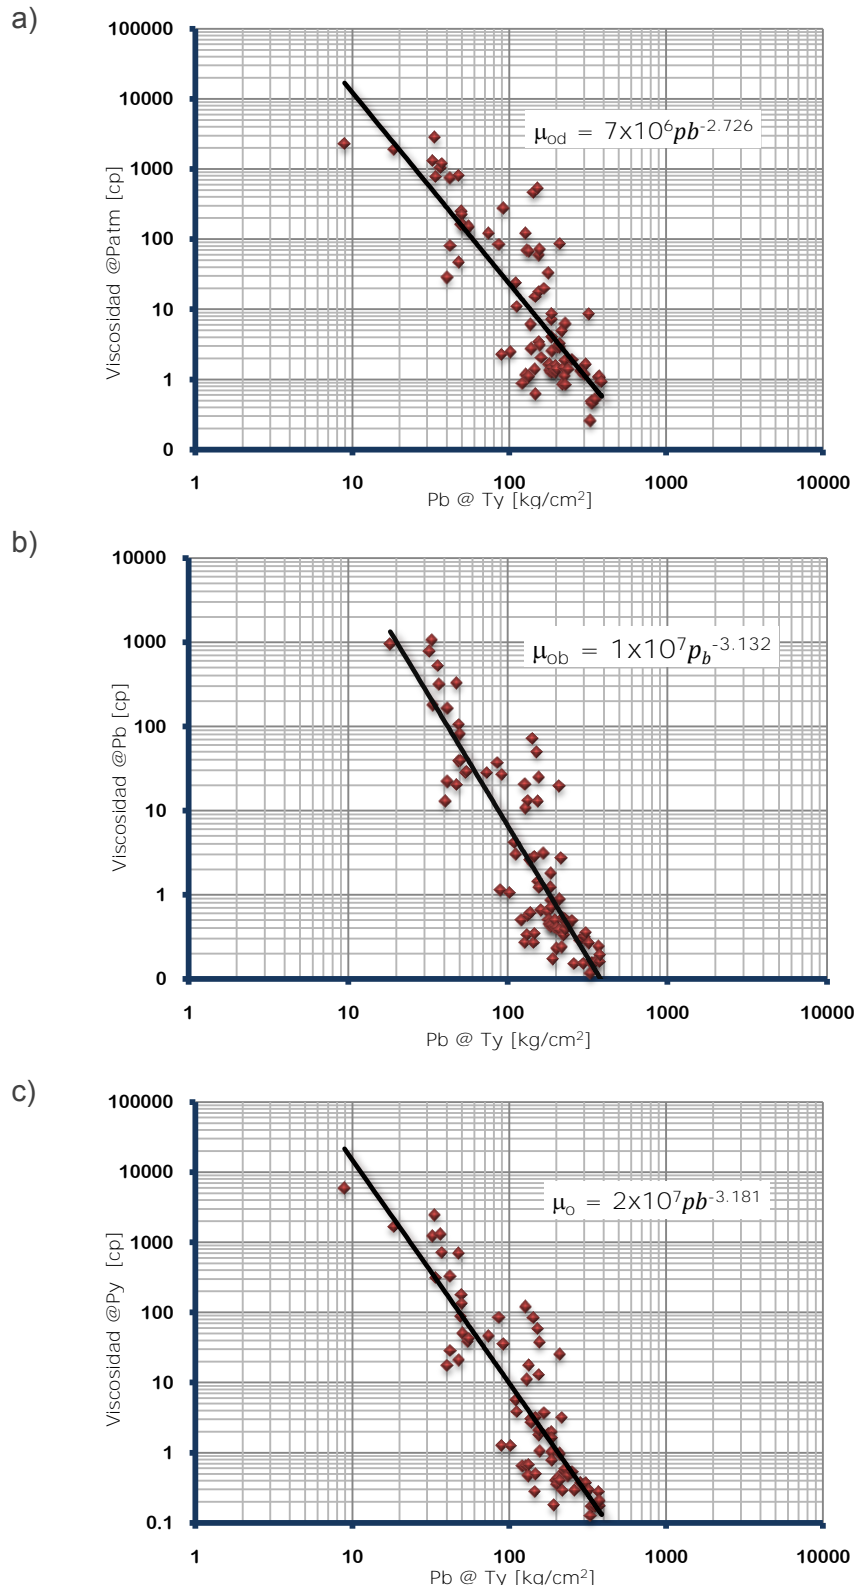 a)
100000
10000
1000
100
10
1
0
Viscosidad @Patm [cp]
μod = 7x10⁶pb⁻²·⁷²⁶
1 10 100 1000 10000
Pb @ Ty [kg/cm²]
b)
10000
1000
100
10
1
0
Viscosidad @Pb [cp]
μob = 1x10⁷pb⁻³·¹³²
1 10 100 1000 10000
Pb @ Ty [kg/cm²]
c)
100000
10000
1000
100
10
1
0.1
Viscosidad @Py [cp]
μo = 2x10⁷pb⁻³·¹⁸¹
1 10 100 1000 10000
Pb @ Ty [kg/cm²]